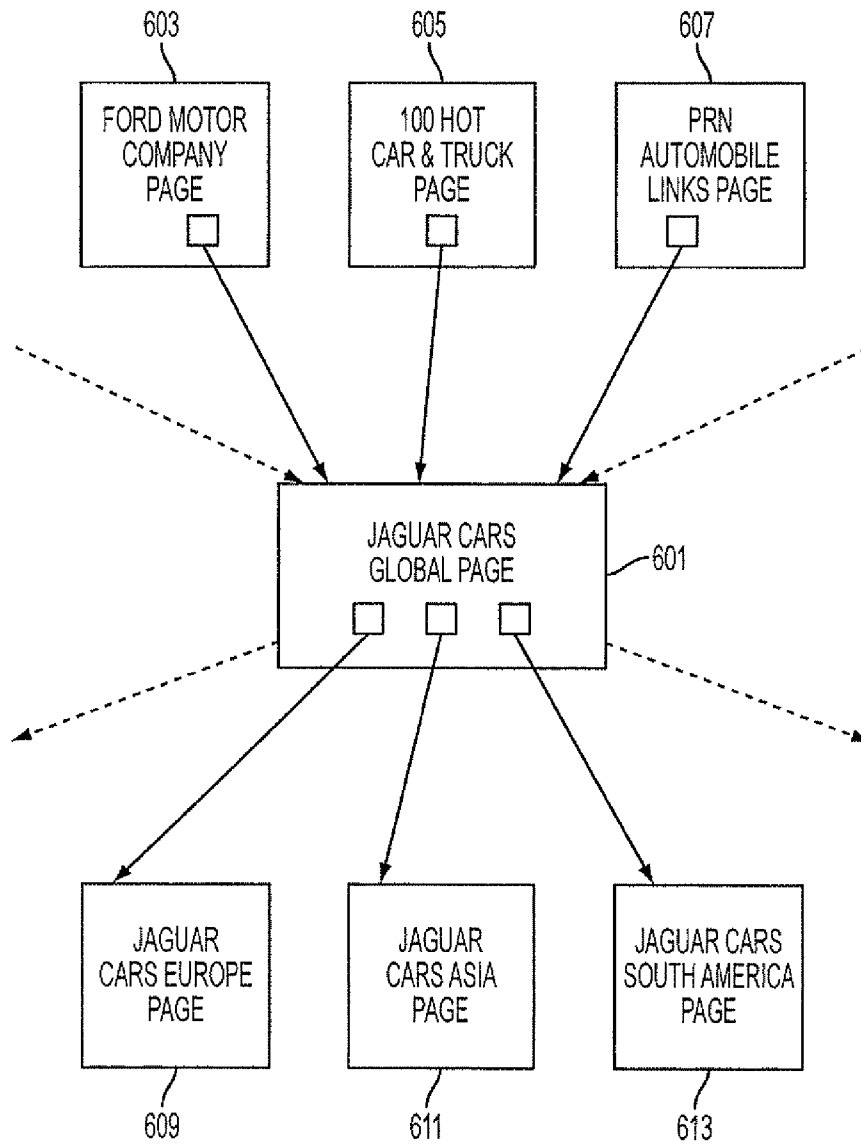 603
605
607
FORD MOTOR
COMPANY
PAGE
100 HOT
CAR & TRUCK
PAGE
PRN
AUTOMOBILE
LINKS PAGE
JAGUAR CARS
GLOBAL PAGE
601
JAGUAR
CARS EUROPE
PAGE
JAGUAR
CARS ASIA
PAGE
JAGUAR CARS
SOUTH AMERICA
PAGE
609
611
613